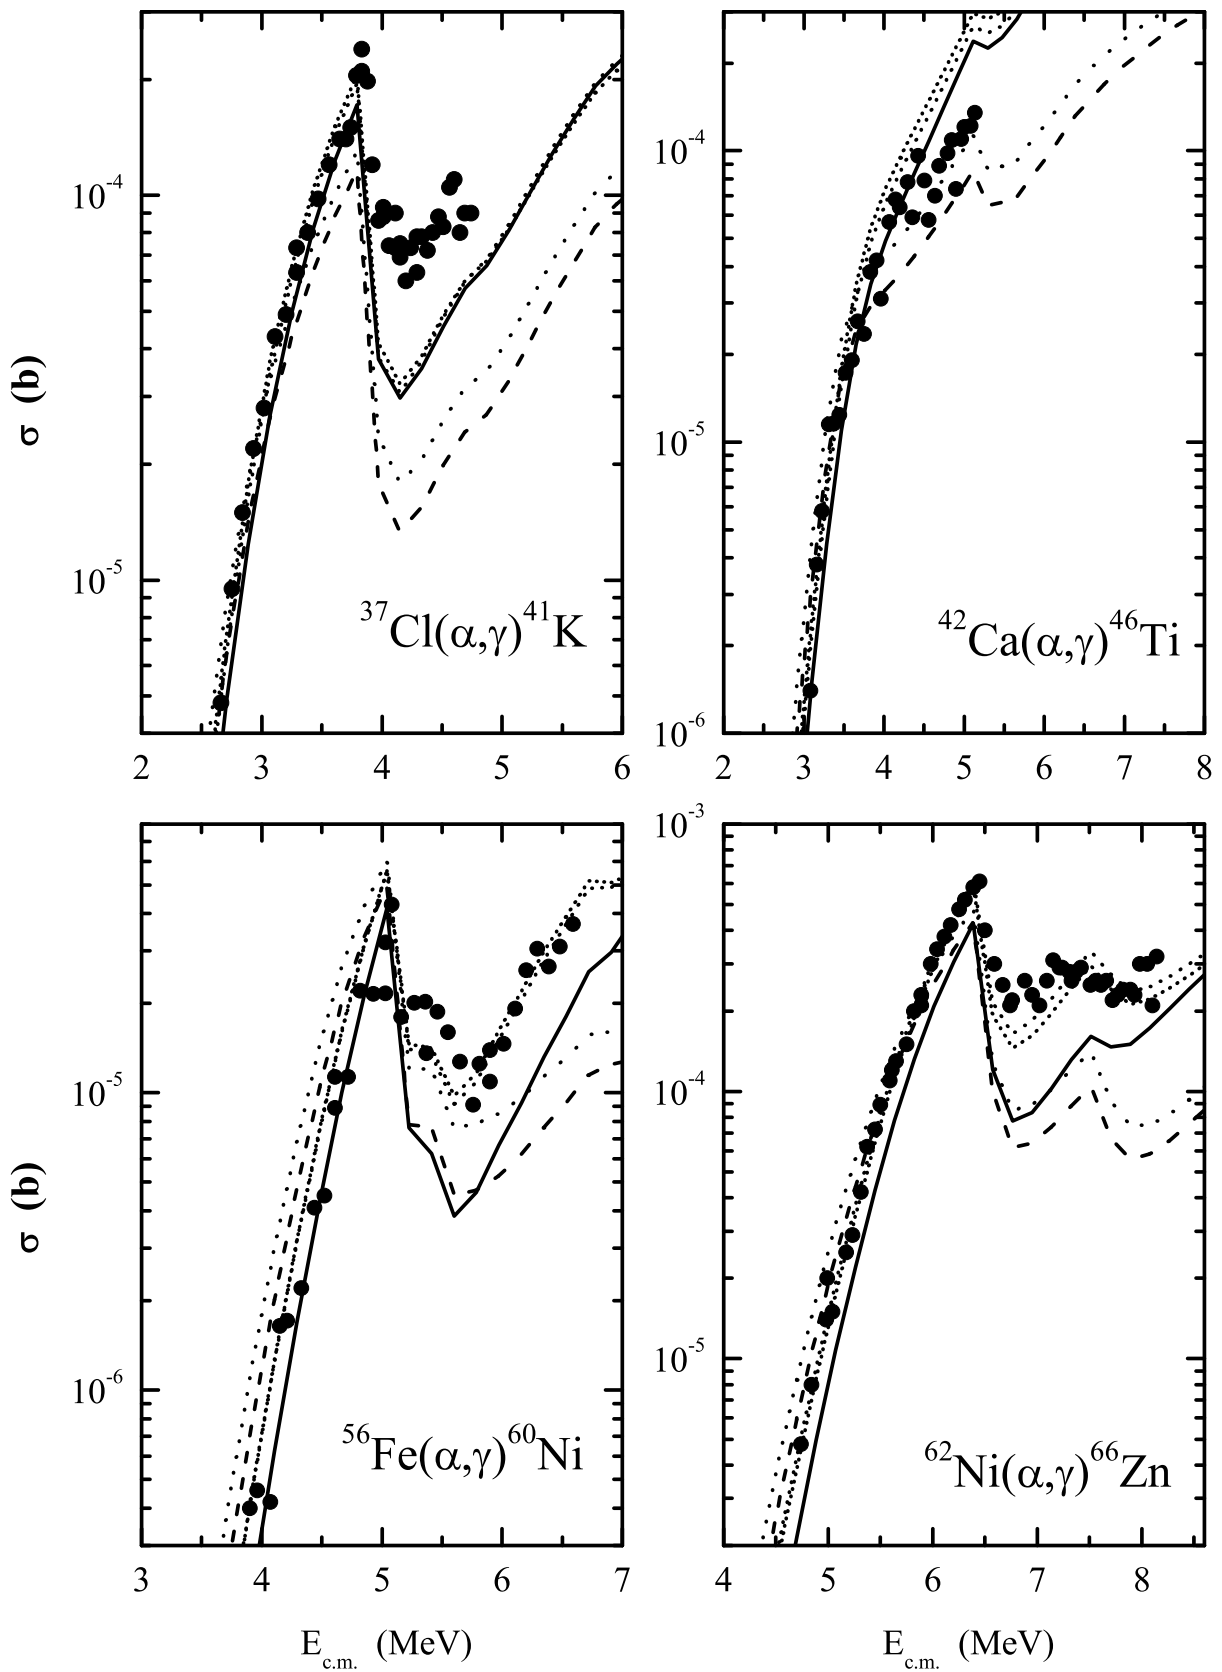 σ (b)
10⁻⁴
10⁻⁵
³⁷Cl(α,γ)⁴¹K
2 3 4 5 6
10⁻⁴
10⁻⁵
10⁻⁶
⁴²Ca(α,γ)⁴⁶Ti
2 3 4 5 6 7 8
σ (b)
10⁻⁵
10⁻⁶
⁵⁶Fe(α,γ)⁶⁰Ni
3 4 5 6 7
E_c.m. (MeV)
10⁻³
10⁻⁴
10⁻⁵
⁶²Ni(α,γ)⁶⁶Zn
4 5 6 7 8
E_c.m. (MeV)